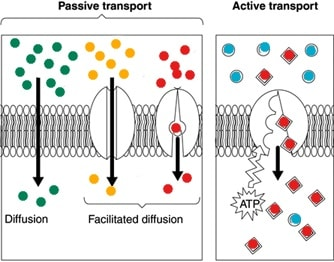 Passive transport
Active transport
Diffusion
Facilitated diffusion
ATP